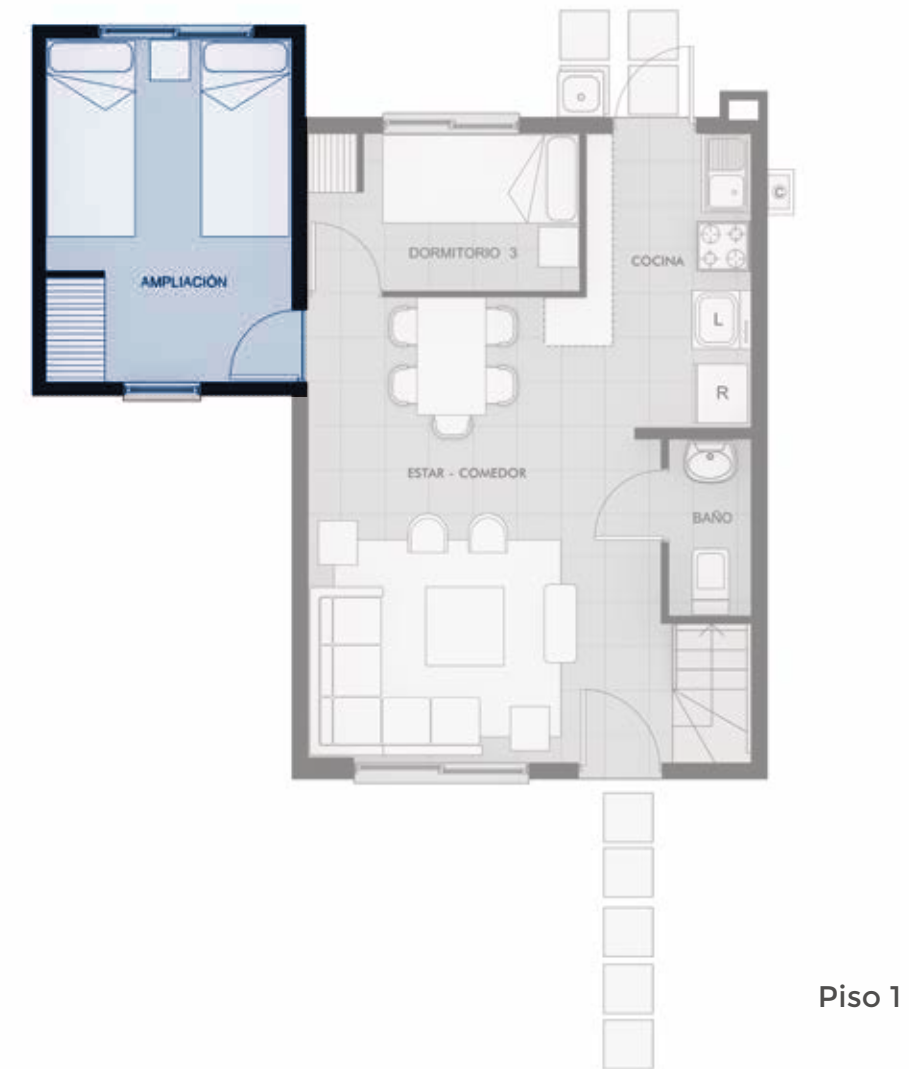 DORMITORIO 3
COCINA
C
AMPLIACIÓN
L
R
ESTAR - COMEDOR
BAÑO
Piso 1